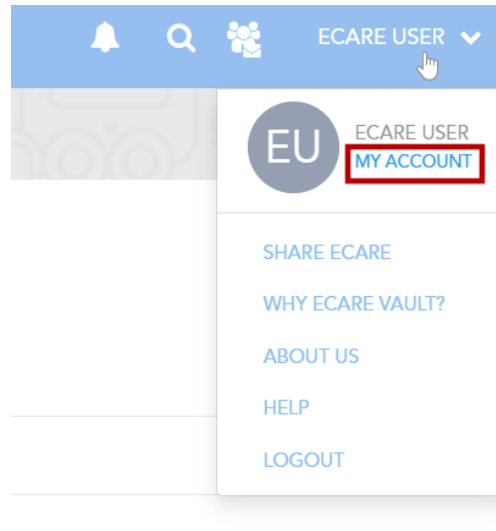 ECARE USER
EU
ECARE USER
MY ACCOUNT
SHARE ECARE
WHY ECARE VAULT?
ABOUT US
HELP
LOGOUT